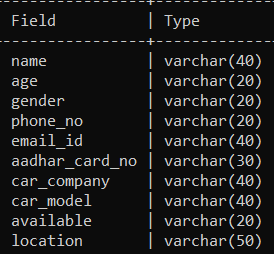 Field | Type
name | varchar(40)
age | varchar(20)
gender | varchar(20)
phone_no | varchar(20)
email_id | varchar(40)
aadhar_card_no | varchar(30)
car_company | varchar(40)
car_model | varchar(40)
available | varchar(20)
location | varchar(50)